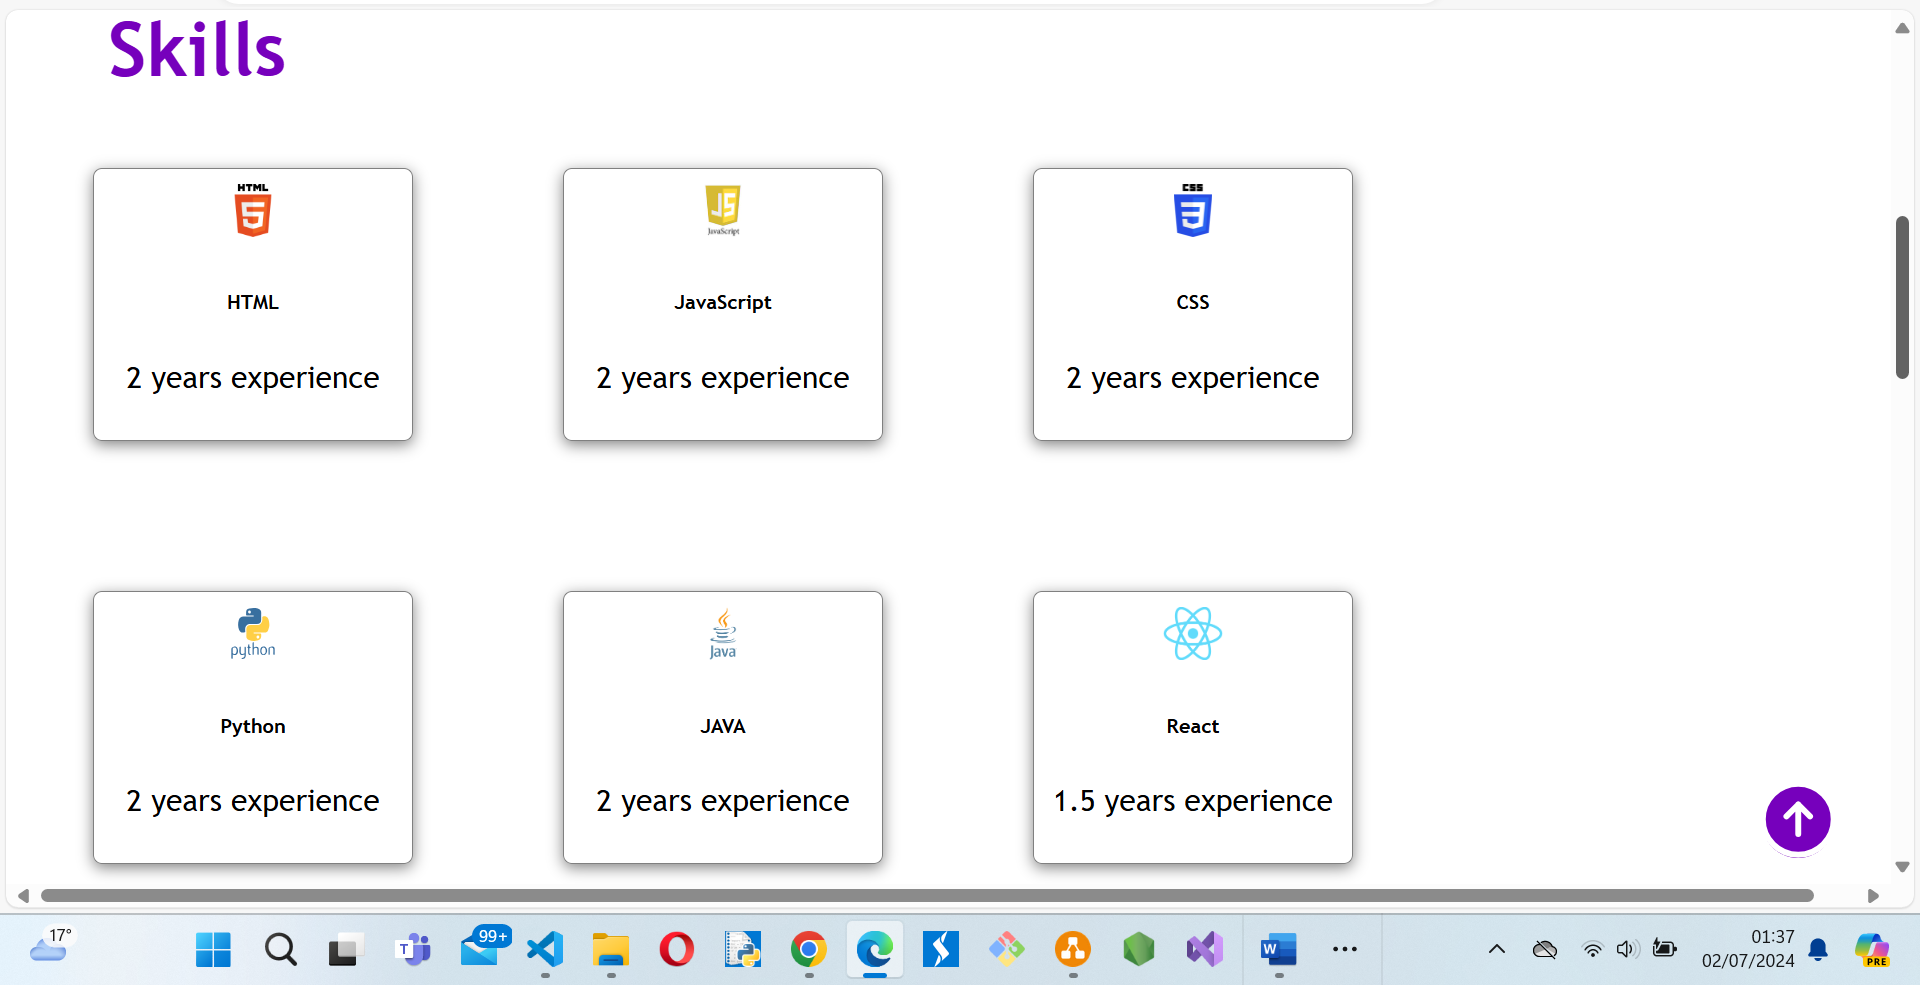 Skills
HTML
JS
JavaScript
CSS
HTML
JavaScript
CSS
2 years experience
2 years experience
2 years experience
python
Java
Python
JAVA
React
2 years experience
2 years experience
1.5 years experience
17°
T
99+
W
01:37
02/07/2024
PRE